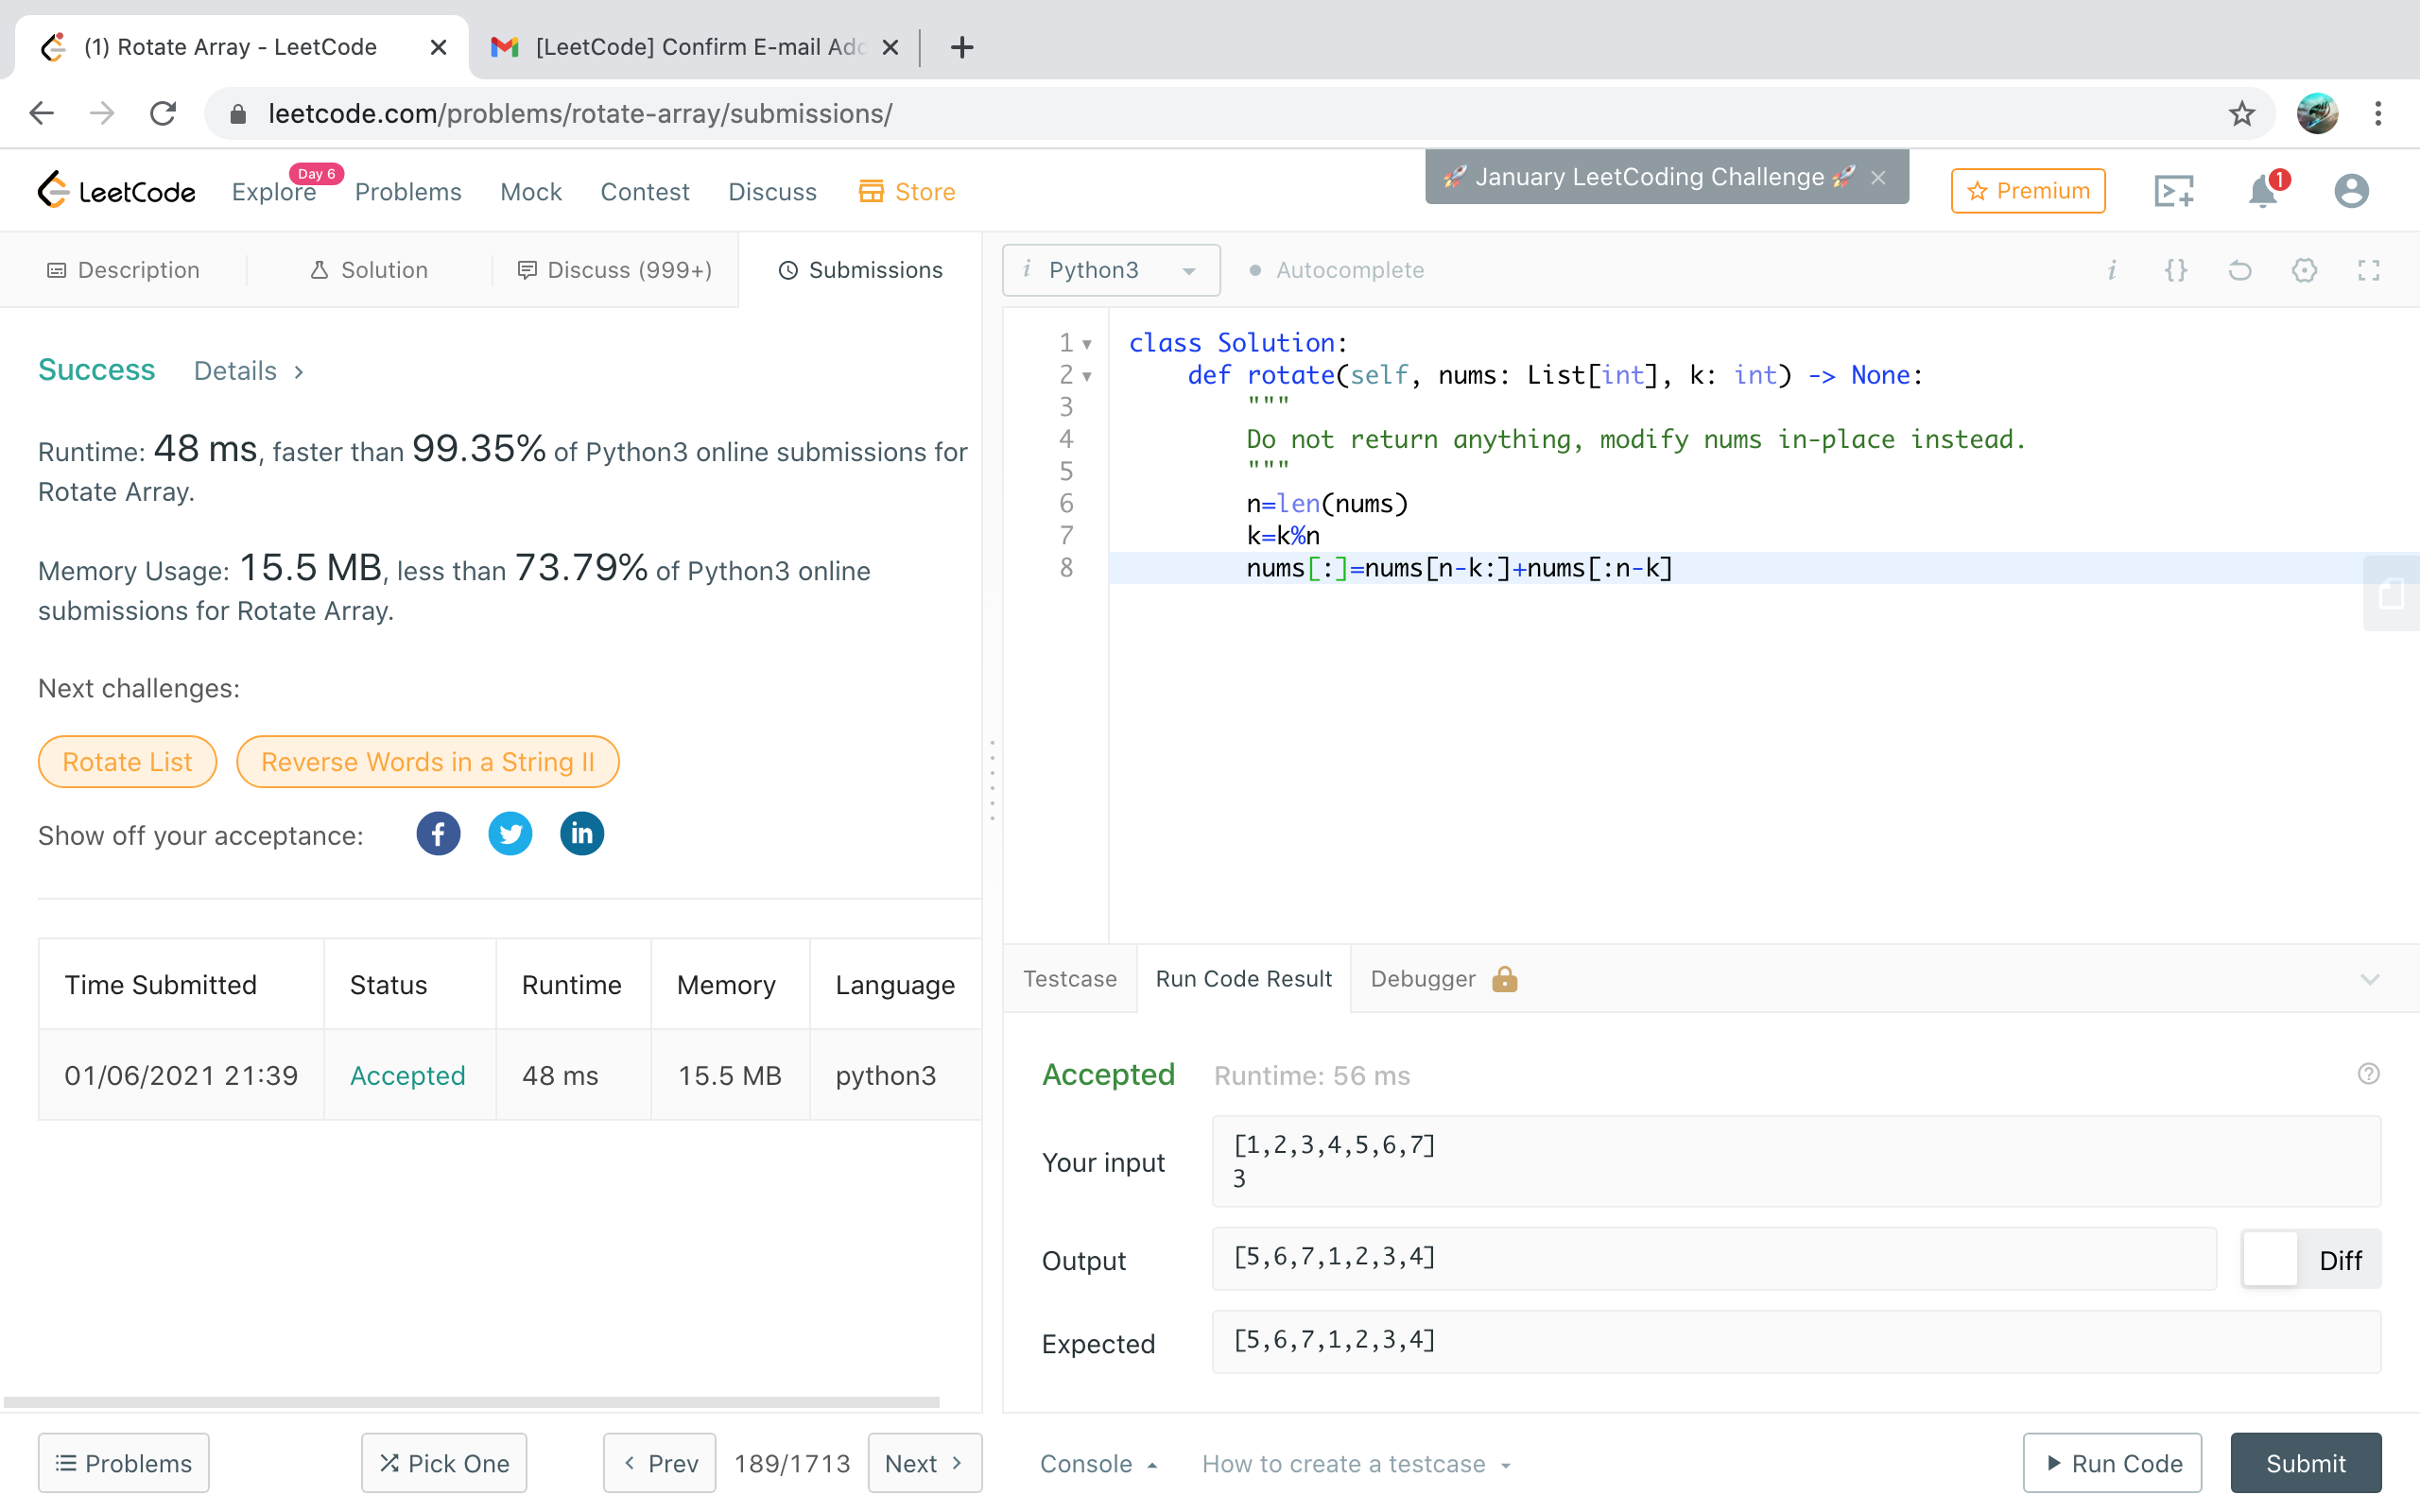 (1) Rotate Array - LeetCode
[LeetCode] Confirm E-mail Add
leetcode.com/problems/rotate-array/submissions/
LeetCode
Explore
Day 6
Problems
Mock
Contest
Discuss
Store
🚀 January LeetCoding Challenge 🚀
Premium
1
Description
Solution
Discuss (999+)
Submissions
Success
Details
Runtime: 48 ms, faster than 99.35% of Python3 online submissions for
Rotate Array.
Memory Usage: 15.5 MB, less than 73.79% of Python3 online
submissions for Rotate Array.
Next challenges:
Rotate List
Reverse Words in a String II
Show off your acceptance:
Time Submitted Status Runtime Memory Language
01/06/2021 21:39 Accepted 48 ms 15.5 MB python3
Problems
Pick One
Prev
189/1713
Next
i Python3
Autocomplete
i {}
1 class Solution:
2 def rotate(self, nums: List[int], k: int) -> None:
3 """
4 Do not return anything, modify nums in-place instead.
5 """
6 n=len(nums)
7 k=k%n
8 nums[:]=nums[n-k:]+nums[:n-k]
Testcase
Run Code Result
Debugger
Accepted
Runtime: 56 ms
Your input
[1,2,3,4,5,6,7]
3
Output
[5,6,7,1,2,3,4]
Diff
Expected
[5,6,7,1,2,3,4]
Console
How to create a testcase
Run Code
Submit